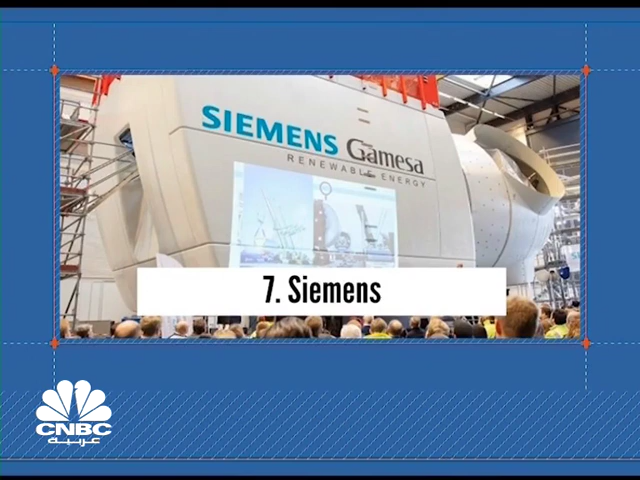 SIEMENS Gamesa
RENEWABLE ENERGY
7. Siemens
CNBC
عربية